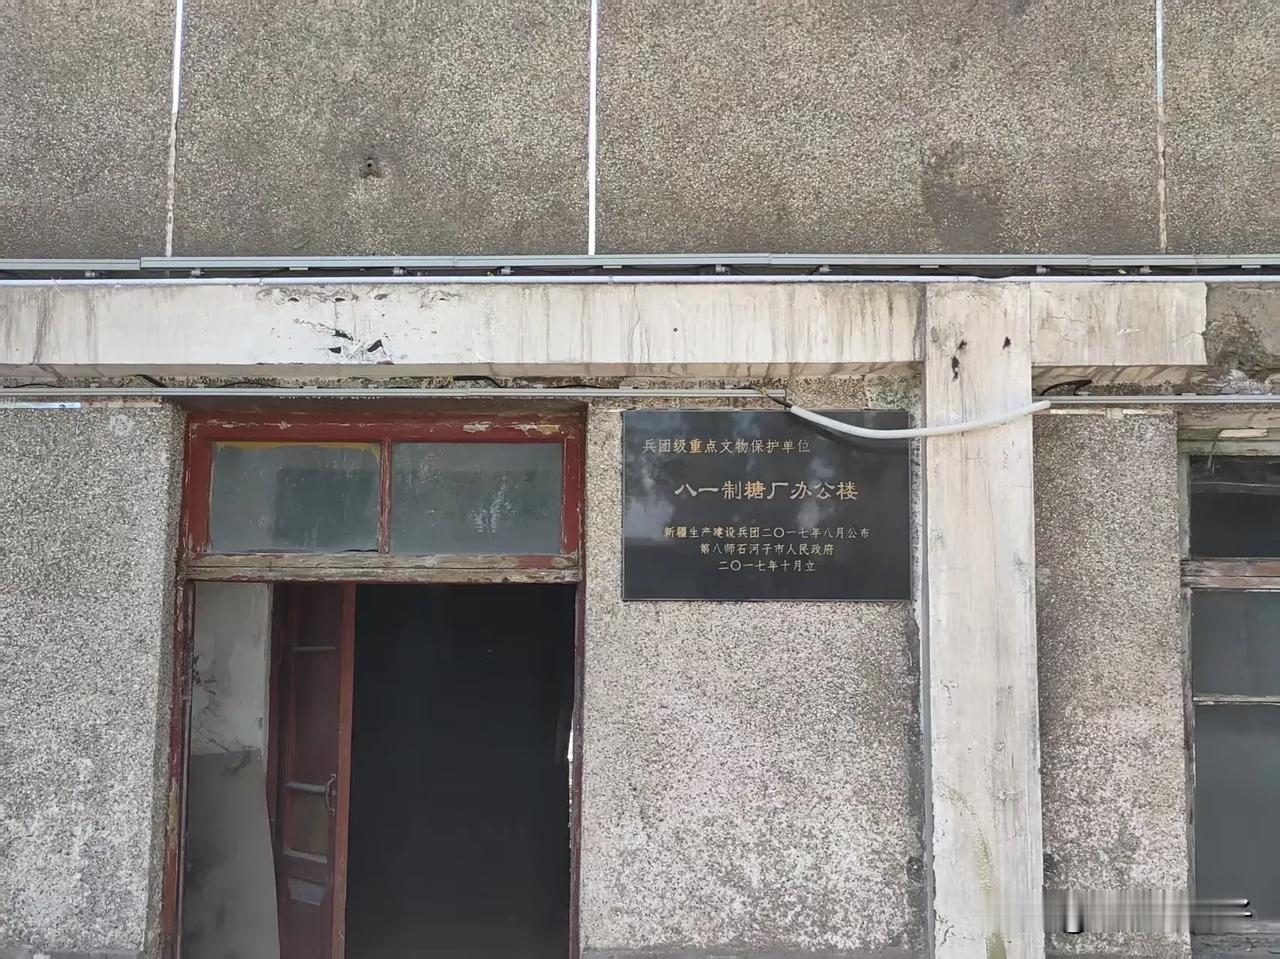 兵团级重点文物保护单位
八一制糖厂办公楼
新疆生产建设兵团二〇一七年八月公布
第八师石河子市人民政府
二〇一七年十月立